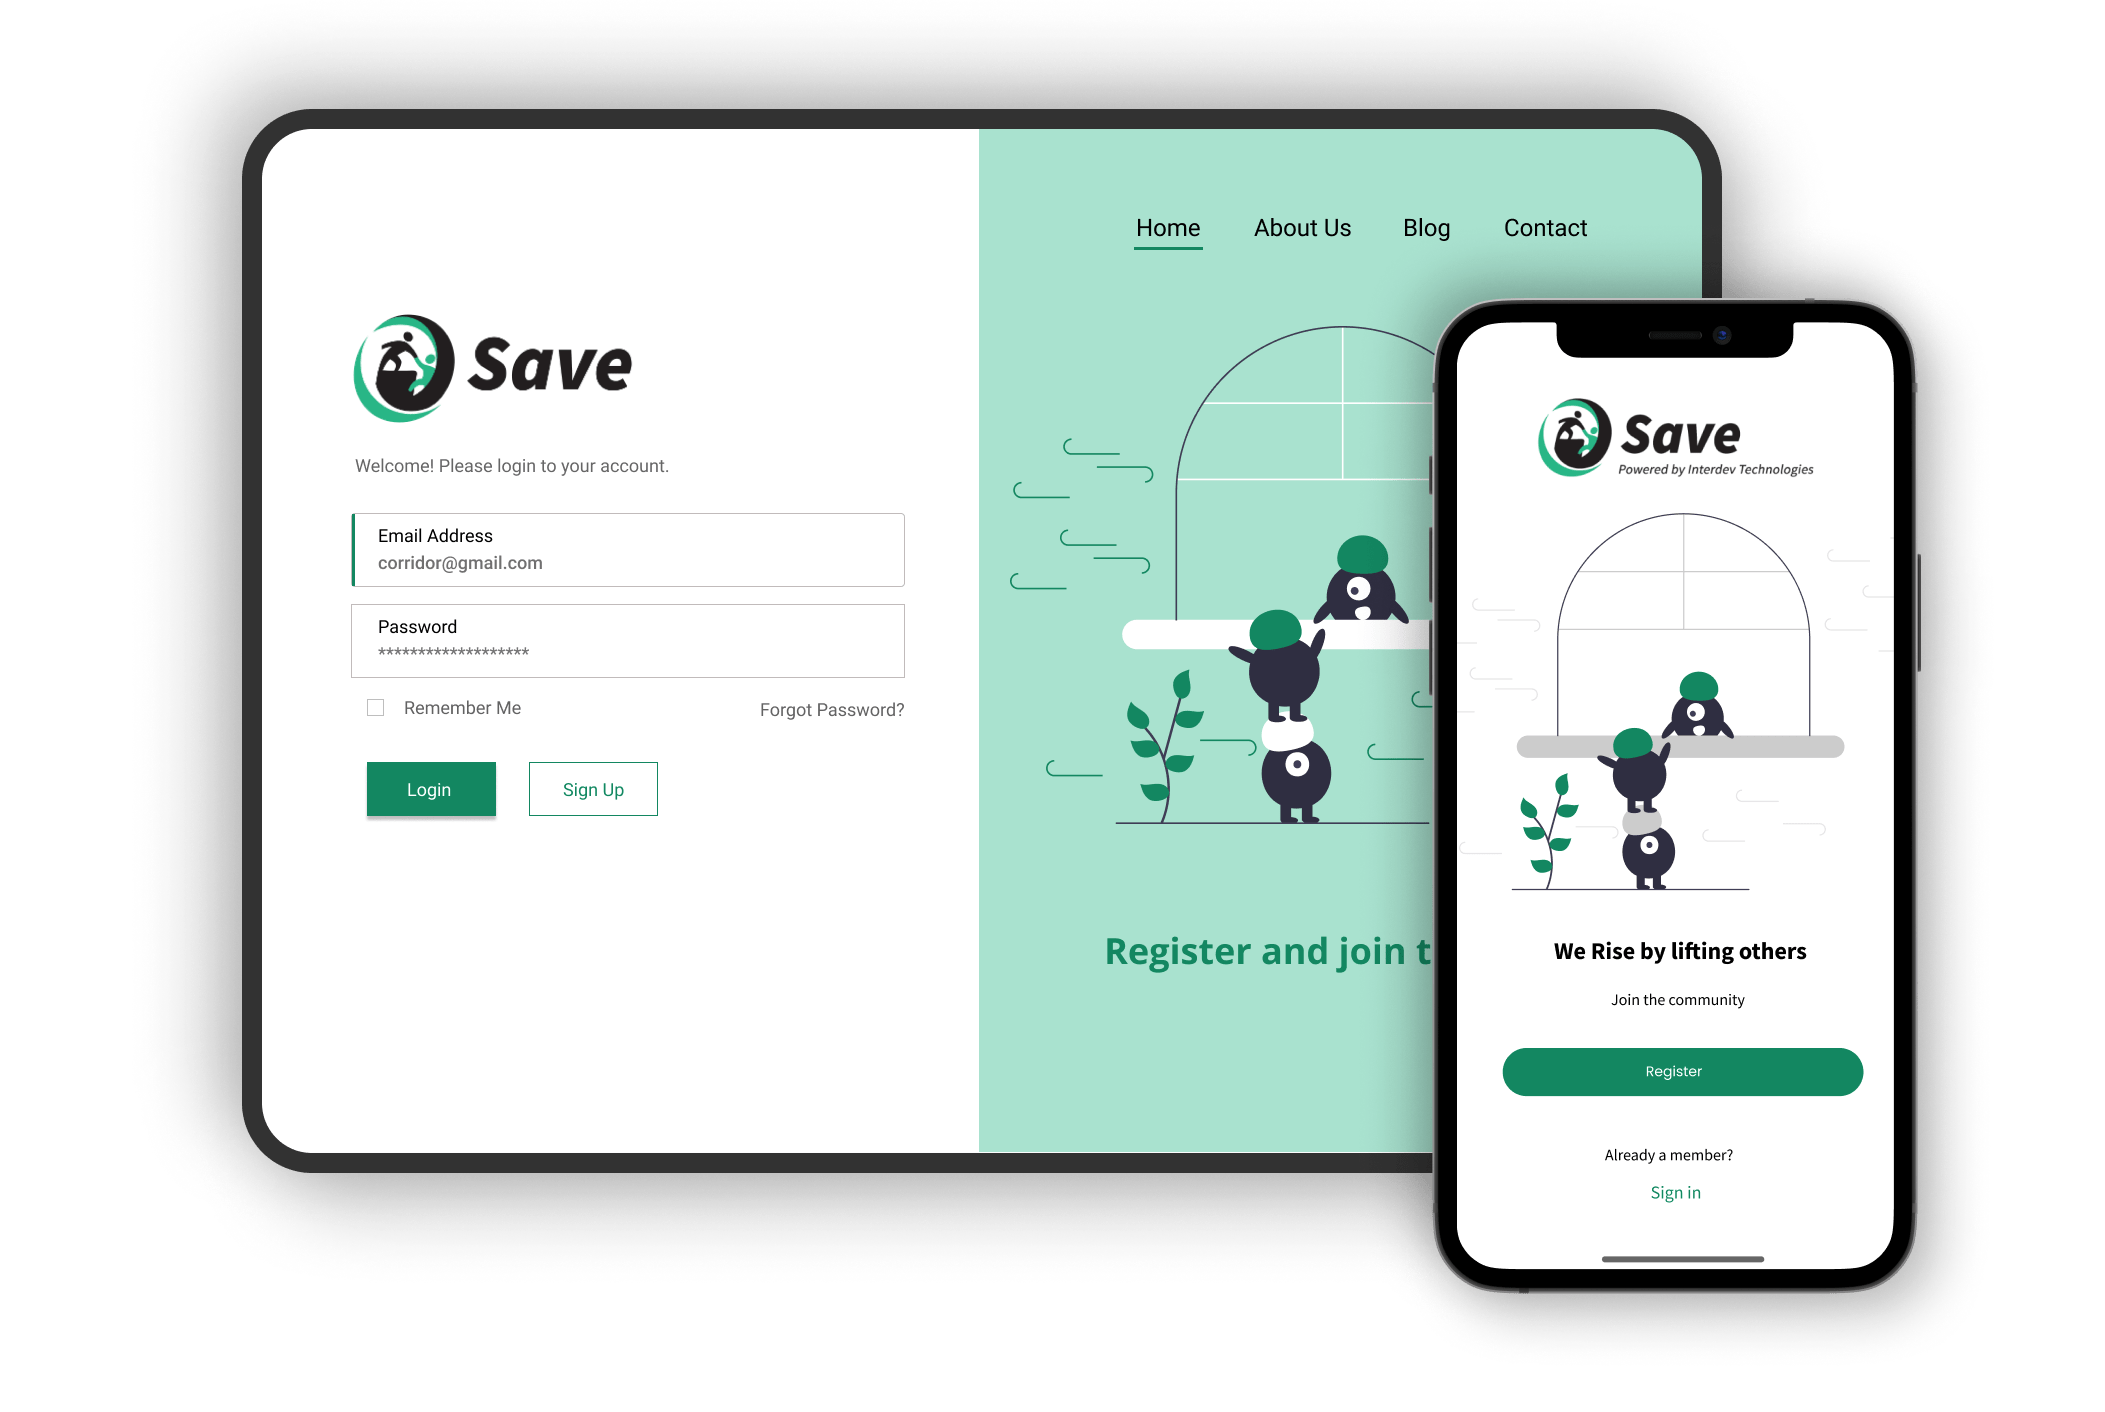 Home About Us Blog Contact
Save
Welcome! Please login to your account.
Email Address
corridor@gmail.com
Password
*******************
Remember Me Forgot Password?
Login Sign Up
Register and join t
Save
Powered by Interdev Technologies
We Rise by lifting others
Join the community
Register
Already a member?
Sign in